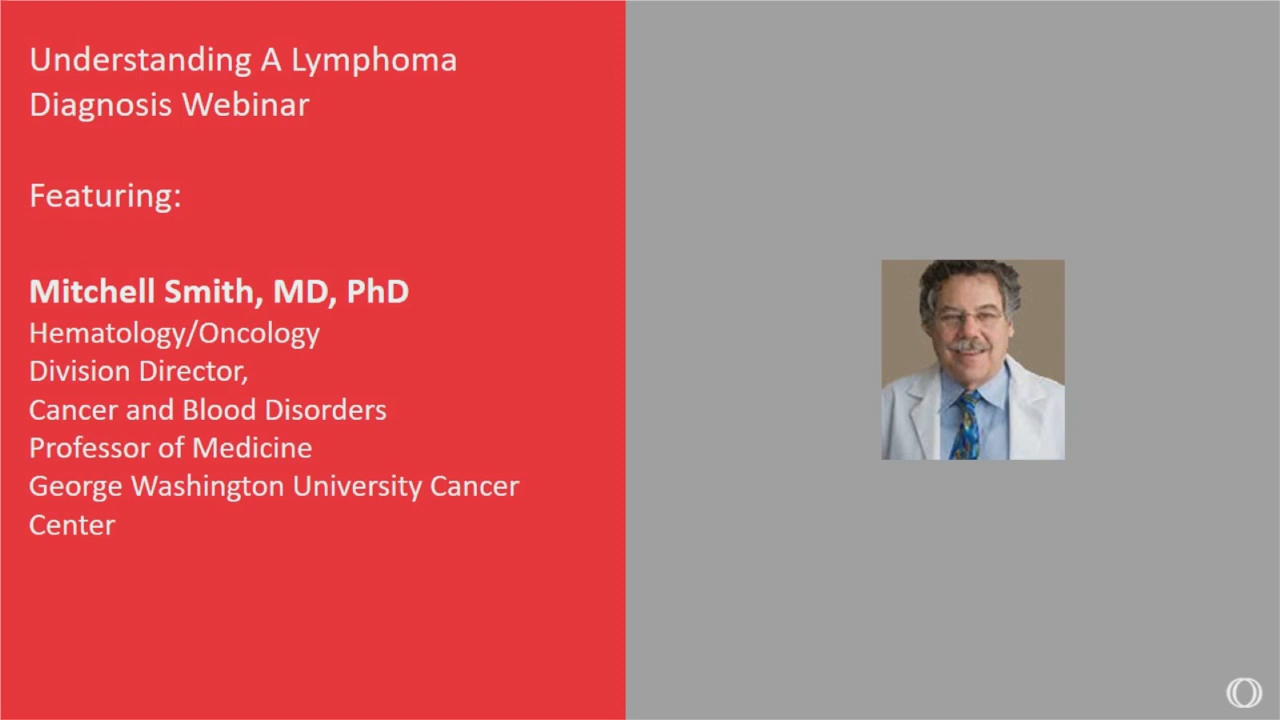 Understanding A Lymphoma
Diagnosis Webinar
Featuring:
Mitchell Smith, MD, PhD
Hematology/Oncology
Division Director,
Cancer and Blood Disorders
Professor of Medicine
George Washington University Cancer
Center